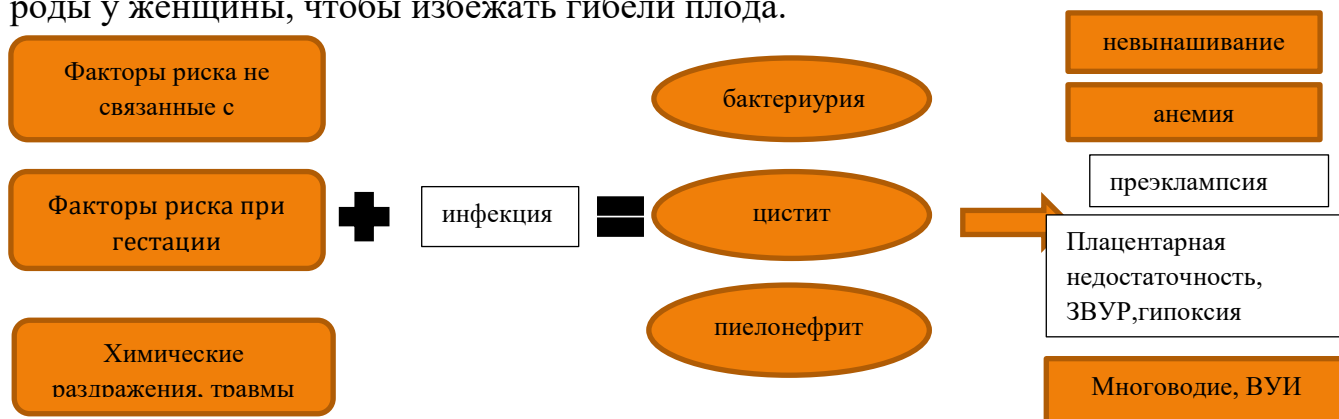 роды у женщины, чтобы избежать гибели плода.
Факторы риска не
связанные с
Факторы риска при
гестации
Химические
раздражения, травмы
инфекция
бактериурия
цистит
пиелонефрит
невынашивание
анемия
преэклампсия
Плацентарная
недостаточность,
ЗВУР,гипоксия
Многоводие, ВУИ